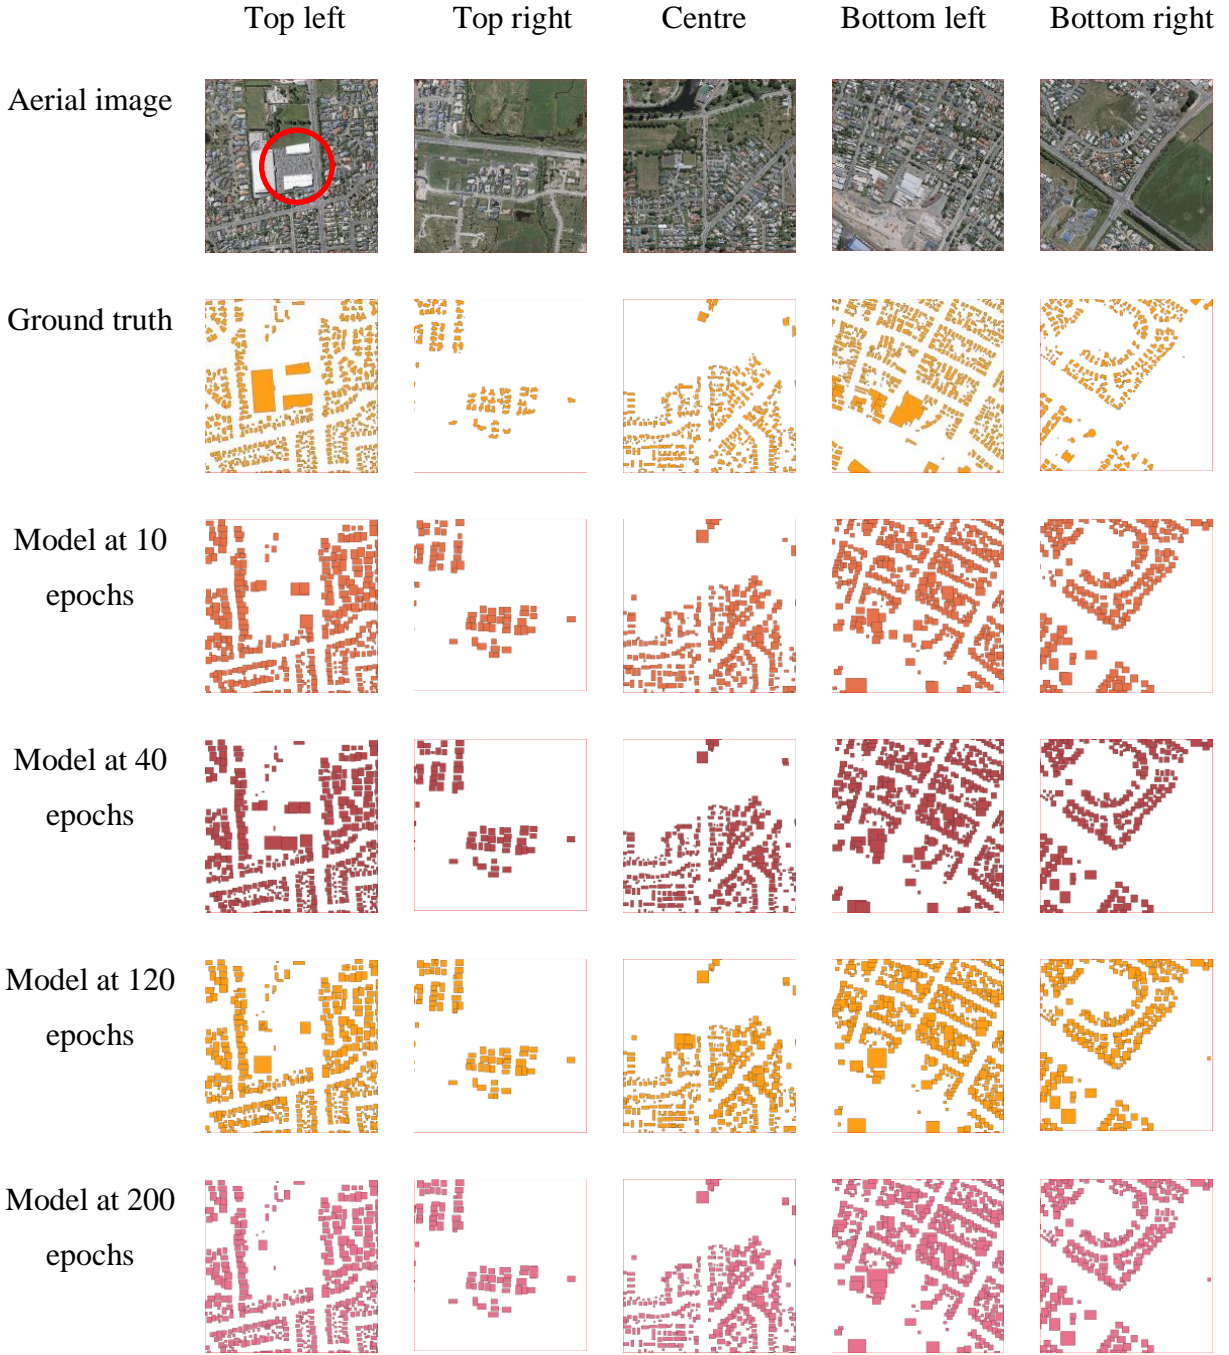 Top left
Top right
Centre
Bottom left
Bottom right
Aerial image
Ground truth
Model at 10
epochs
Model at 40
epochs
Model at 120
epochs
Model at 200
epochs